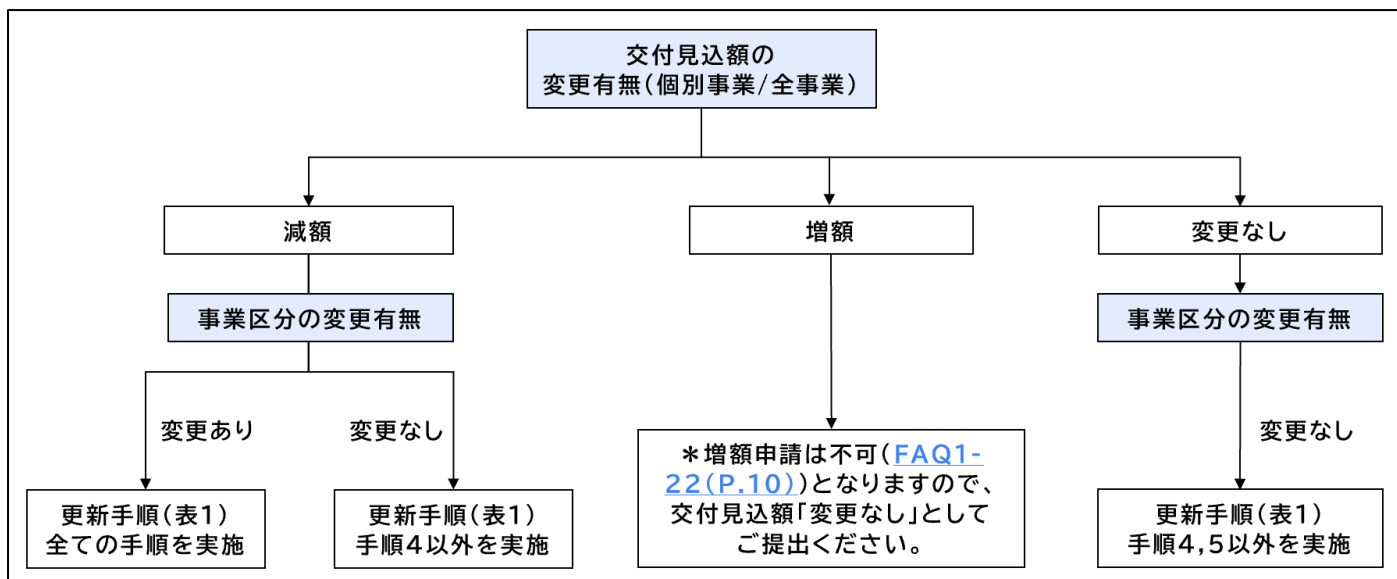 交付見込額の
変更有無(個別事業/全事業)
減額
増額
変更なし
事業区分の変更有無
事業区分の変更有無
変更あり
変更なし
変更なし
更新手順(表1)
全ての手順を実施
更新手順(表1)
手順4以外を実施
＊増額申請は不可(FAQ1-
22(P.10))となりますので、
交付見込額「変更なし」として
ご提出ください。
更新手順(表1)
手順4,5以外を実施